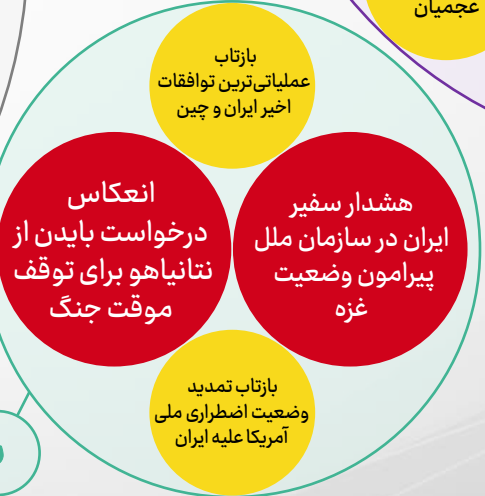 عجمیان
بازتاب
عملیاتی‌ترین توافقات
اخیر ایران و چین
هشدار سفیر
ایران در سازمان ملل
پیرامون وضعیت
غزه
انعکاس
درخواست بایدن از
نتانیاهو برای توقف
موقت جنگ
بازتاب تمدید
وضعیت اضطراری ملی
آمریکا علیه ایران